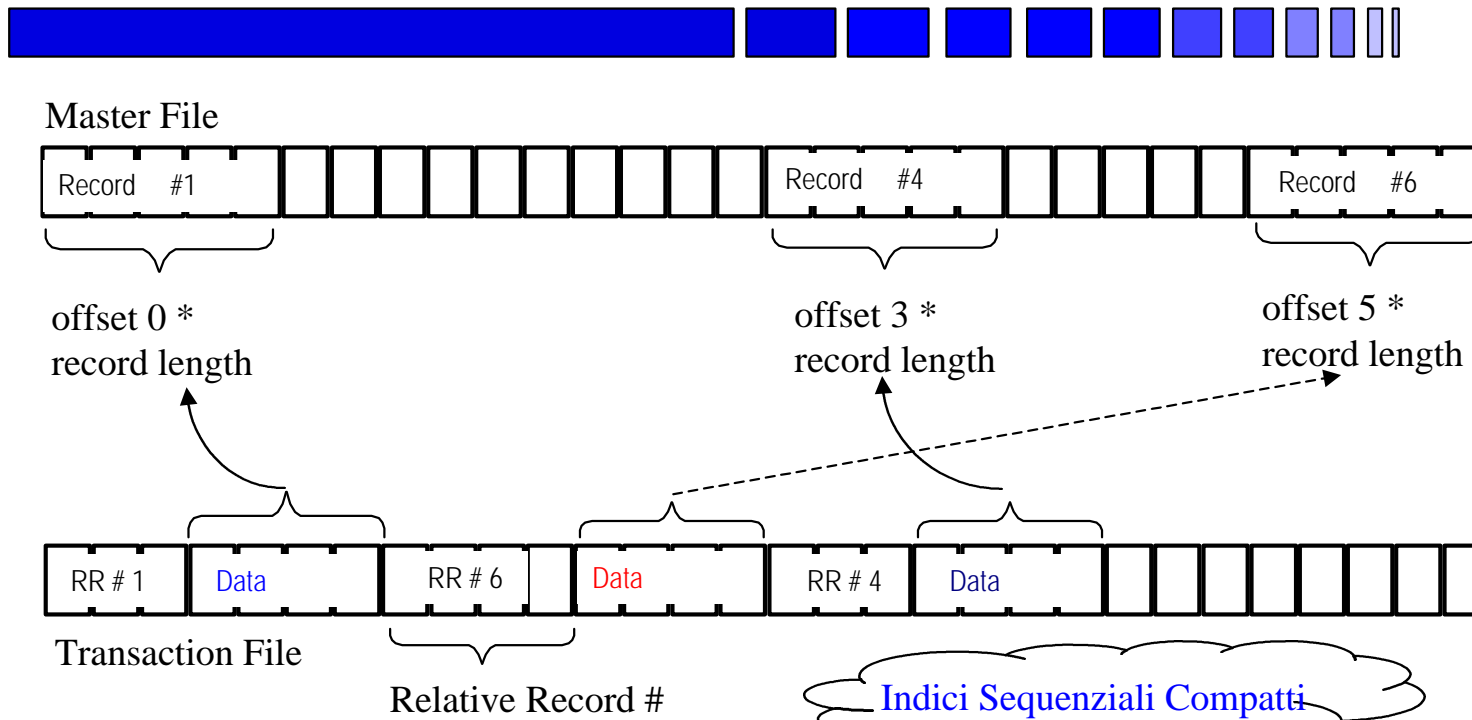 Master File
Record #1
Record #4
Record #6
offset 0 *
record length
offset 3 *
record length
offset 5 *
record length
RR # 1
Data
RR # 6
Data
RR # 4
Data
Transaction File
Relative Record #
Indici Sequenziali Compatti